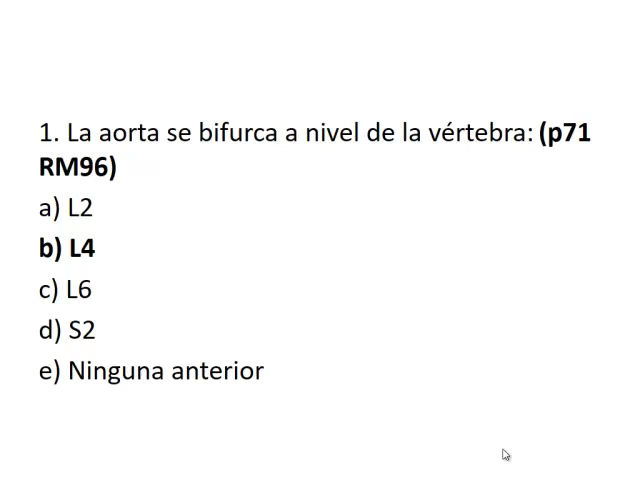 1. La aorta se bifurca a nivel de la vértebra: (p71
RM96)
a) L2
b) L4
c) L6
d) S2
e) Ninguna anterior